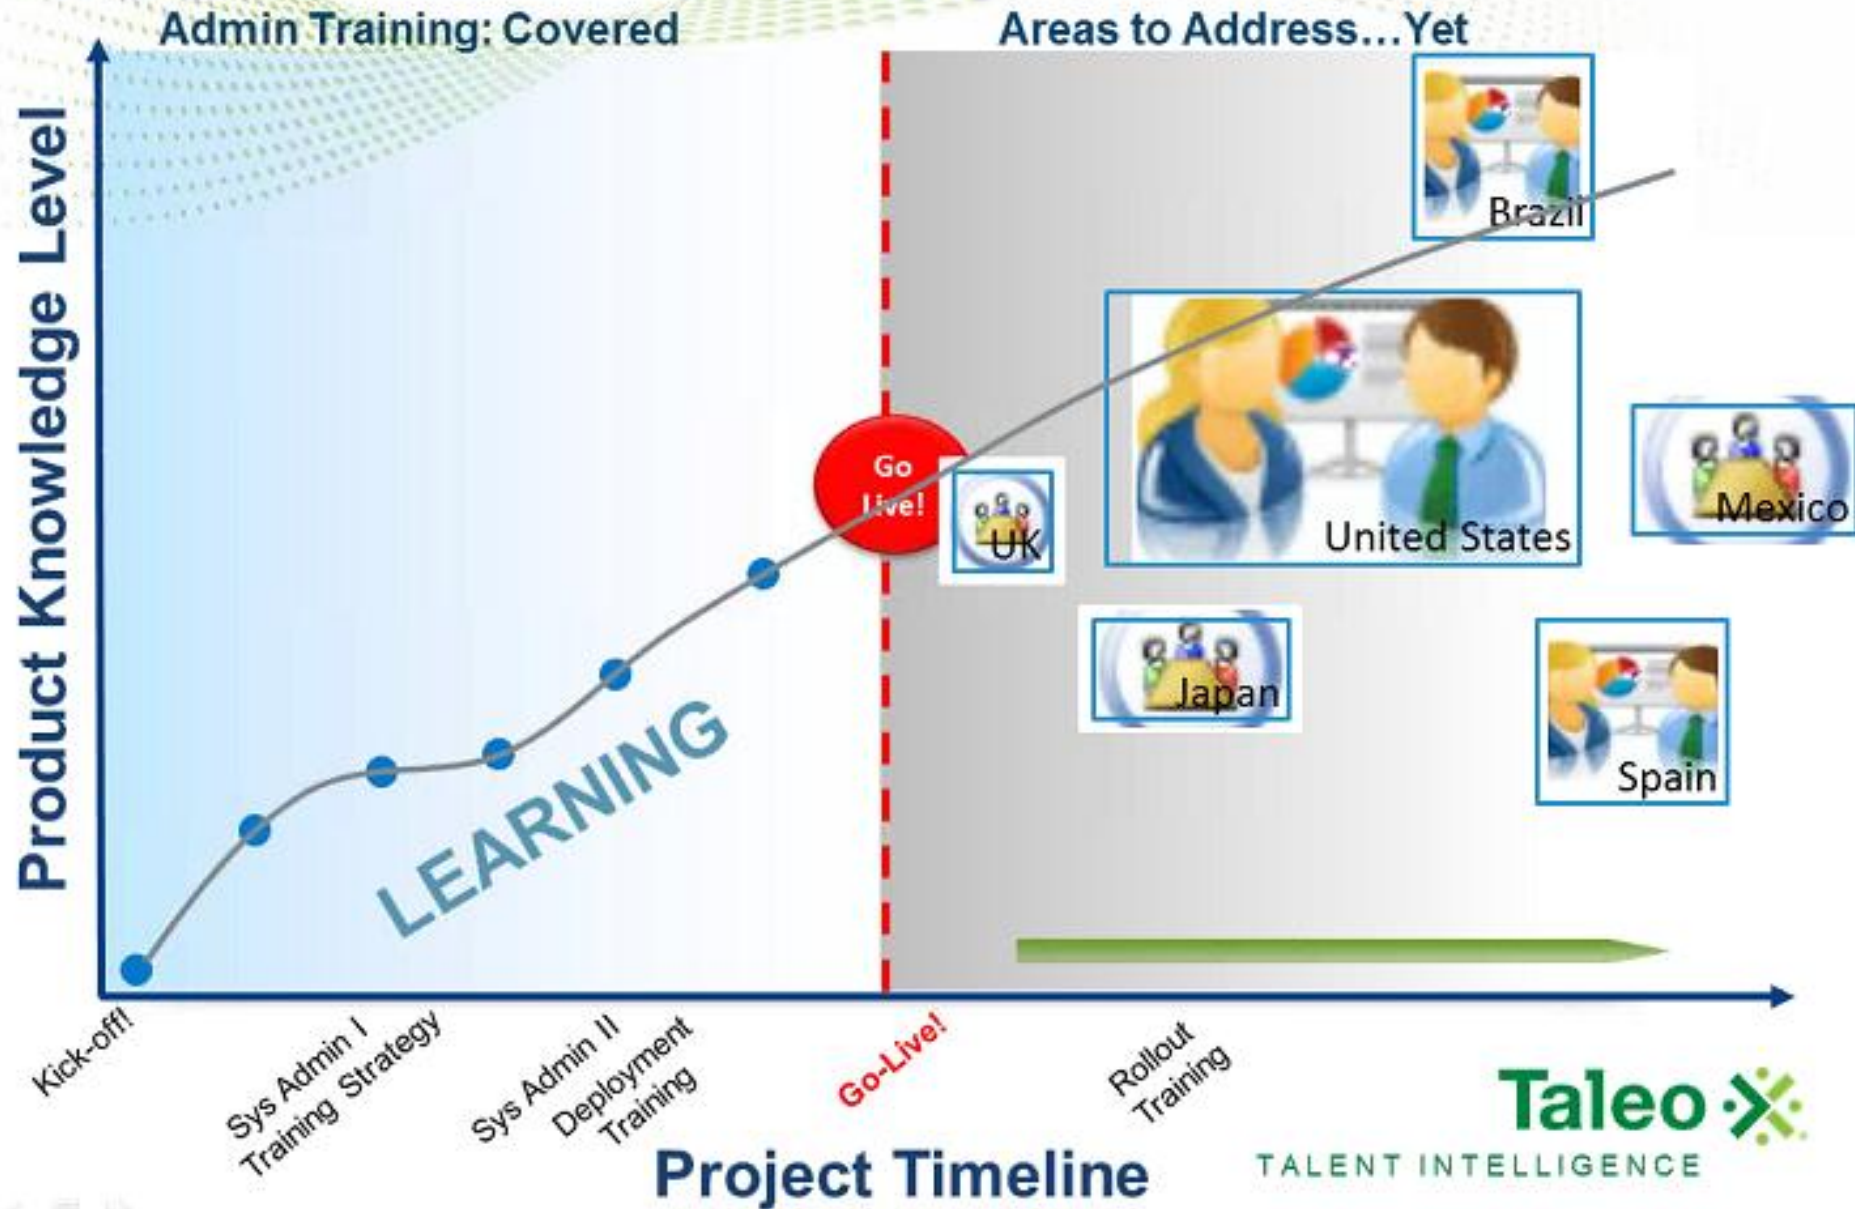 Admin Training: Covered
Areas to Address...Yet
Product Knowledge Level
Brazil
Go
Live!
UK
United States
Mexico
Japan
Spain
LEARNING
Kick-off!
Sys Admin I
Training Strategy
Sys Admin II
Deployment
Training
Go-Live!
Rollout
Training
Project Timeline
Taleo
TALENT INTELLIGENCE